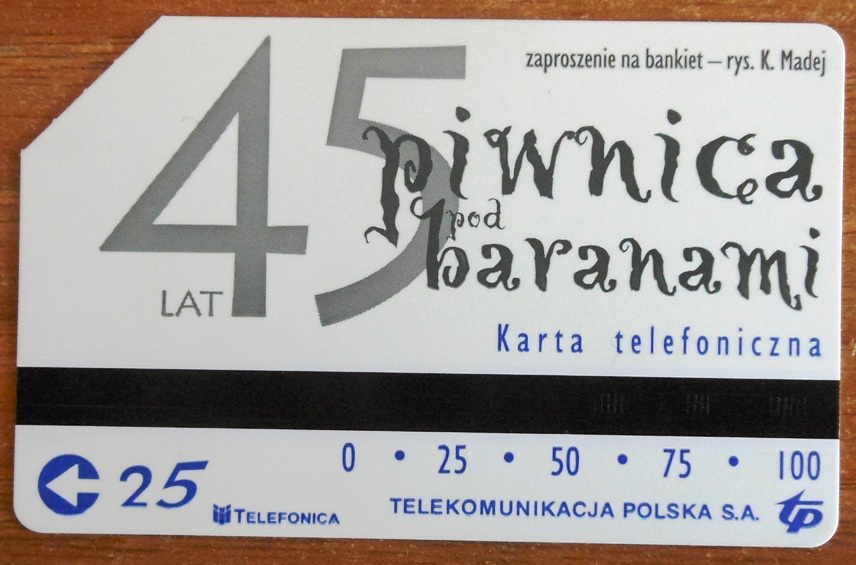 zaproszenie na bankiet – rys. K. Madej
45
LAT
piwnica
pod
baranami
Karta telefoniczna
0 • 25 • 50 • 75 • 100
25
TELEFONICA
TELEKOMUNIKACJA POLSKA S.A.
tp